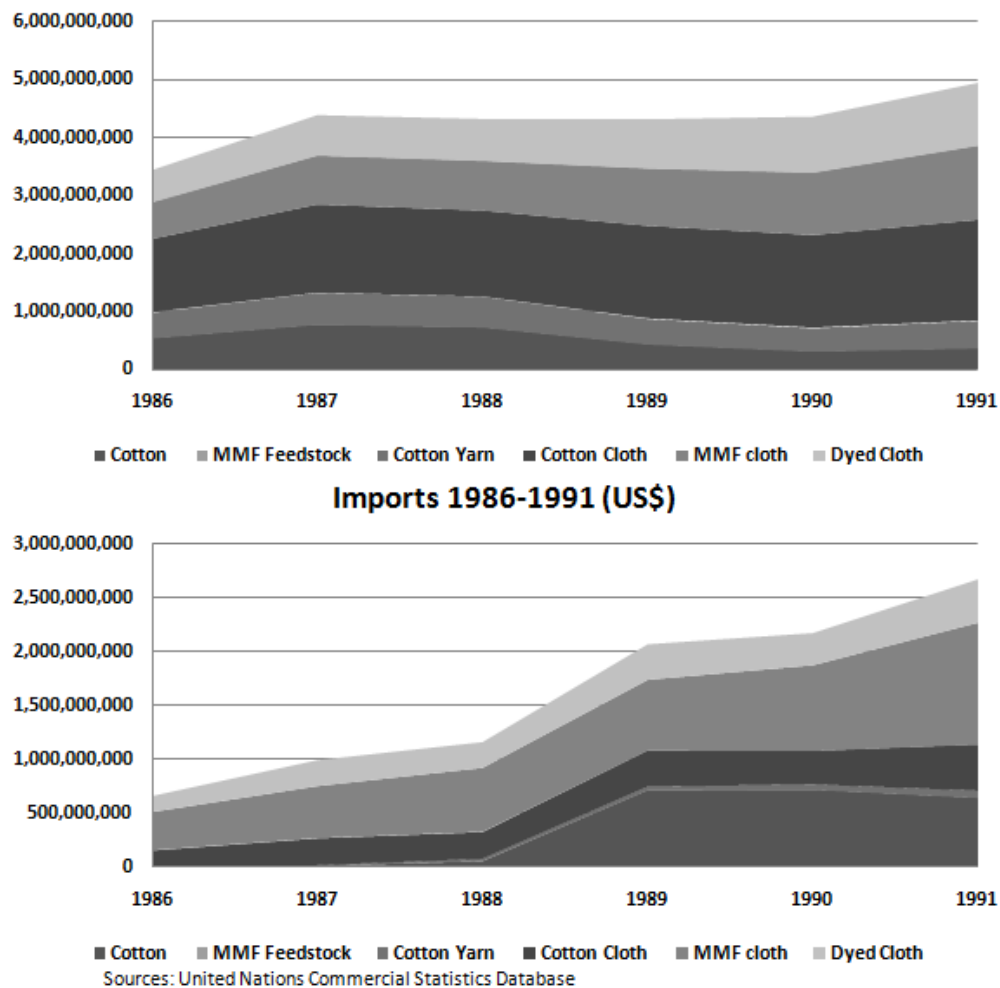 6,000,000,000
5,000,000,000
4,000,000,000
3,000,000,000
2,000,000,000
1,000,000,000
0
1986 1987 1988 1989 1990 1991
Cotton MMF Feedstock Cotton Yarn Cotton Cloth MMF cloth Dyed Cloth
Imports 1986-1991 (US$)
3,000,000,000
2,500,000,000
2,000,000,000
1,500,000,000
1,000,000,000
500,000,000
0
1986 1987 1988 1989 1990 1991
Cotton MMF Feedstock Cotton Yarn Cotton Cloth MMF cloth Dyed Cloth
Sources: United Nations Commercial Statistics Database